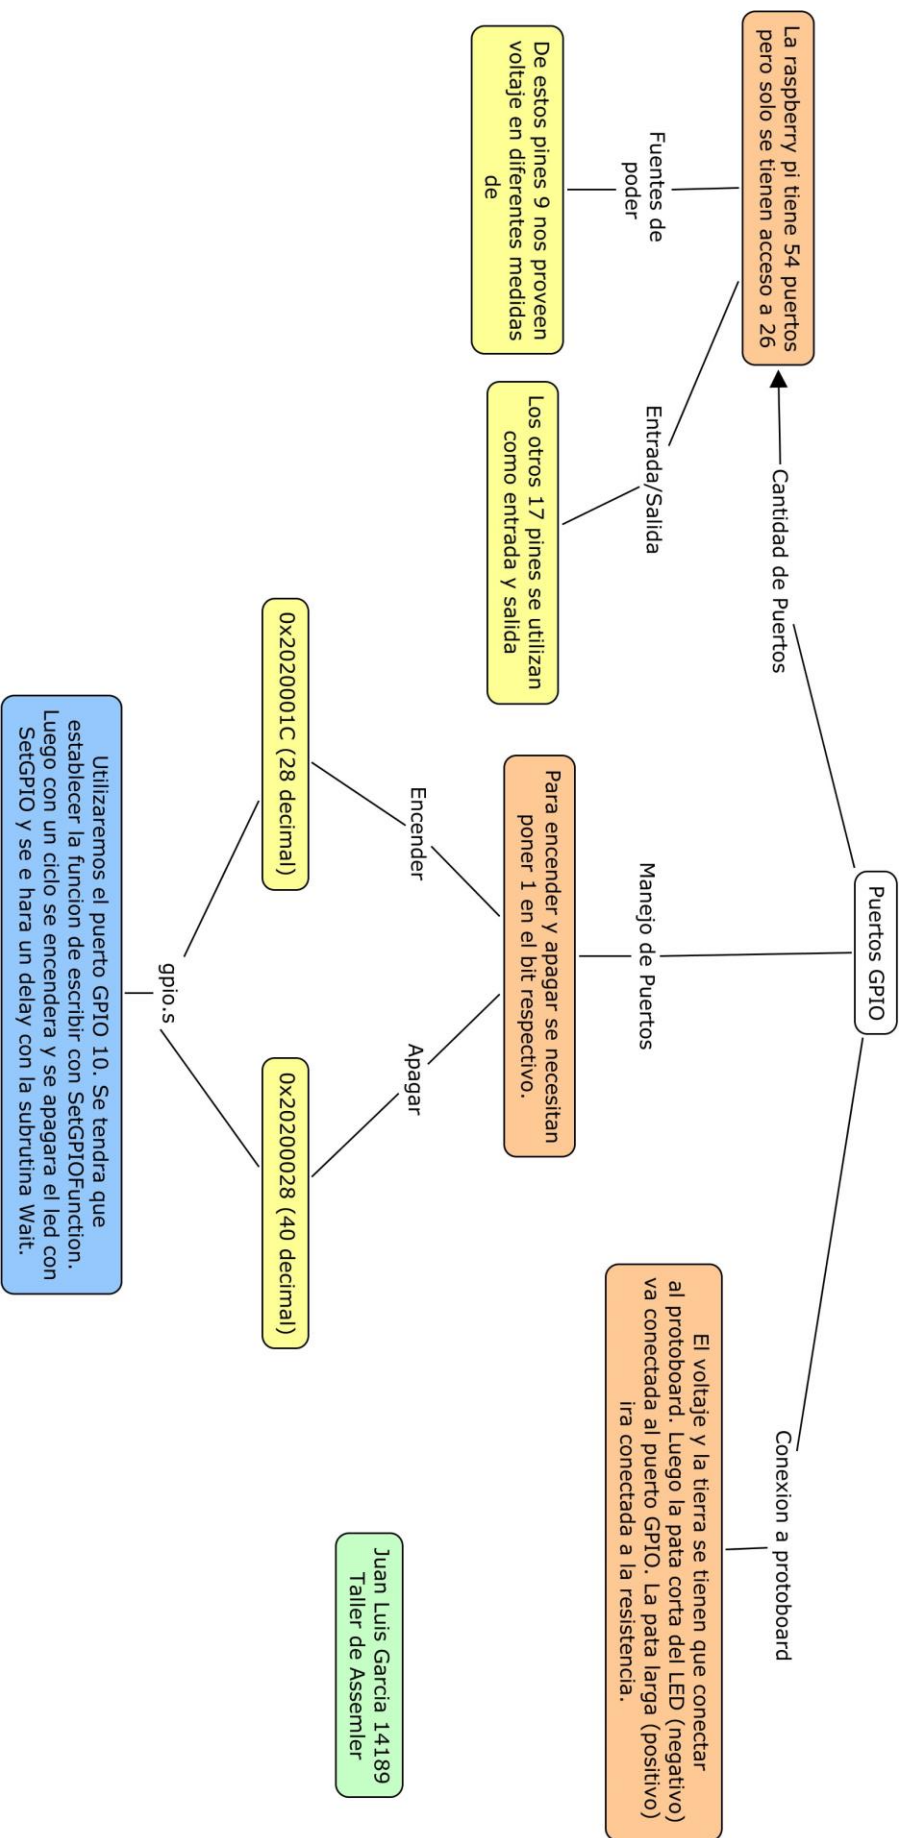 Puertos GPIO
Cantidad de Puertos
Manejo de Puertos
Conexion a protoboard
La raspberry pi tiene 54 puertos
pero solo se tienen acceso a 26
Fuentes de
poder
Entrada/Salida
De estos pines 9 nos proveen
voltaje en diferentes medidas
de
Los otros 17 pines se utilizan
como entrada y salida
Para encender y apagar se necesitan
poner 1 en el bit respectivo.
Encender
Apagar
0x2020001C (28 decimal)
0x20200028 (40 decimal)
gpio.s
Utilizaremos el puerto GPIO 10. Se tendra que
establecer la funcion de escribir con SetGPIOFunction.
Luego con un ciclo se encendera y se apagara el led con
SetGPIO y se e hara un delay con la subrutina Wait.
El voltaje y la tierra se tienen que conectar
al protoboard. Luego la pata corta del LED (negativo)
va conectada al puerto GPIO. La pata larga (positivo)
ira conectada a la resistencia.
Juan Luis Garcia 14189
Taller de Assemler